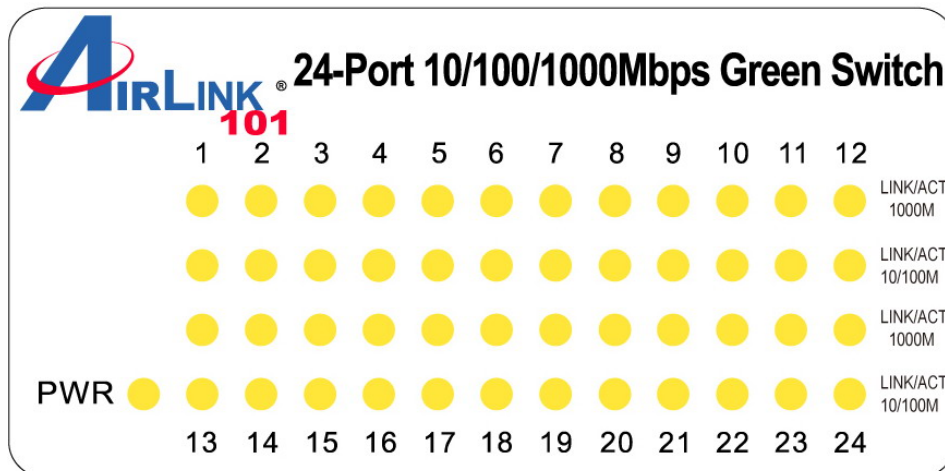 AIRLINK ® 24-Port 10/100/1000Mbps Green Switch
101
1 2 3 4 5 6 7 8 9 10 11 12
LINK/ACT
1000M
LINK/ACT
10/100M
LINK/ACT
1000M
PWR
LINK/ACT
10/100M
13 14 15 16 17 18 19 20 21 22 23 24